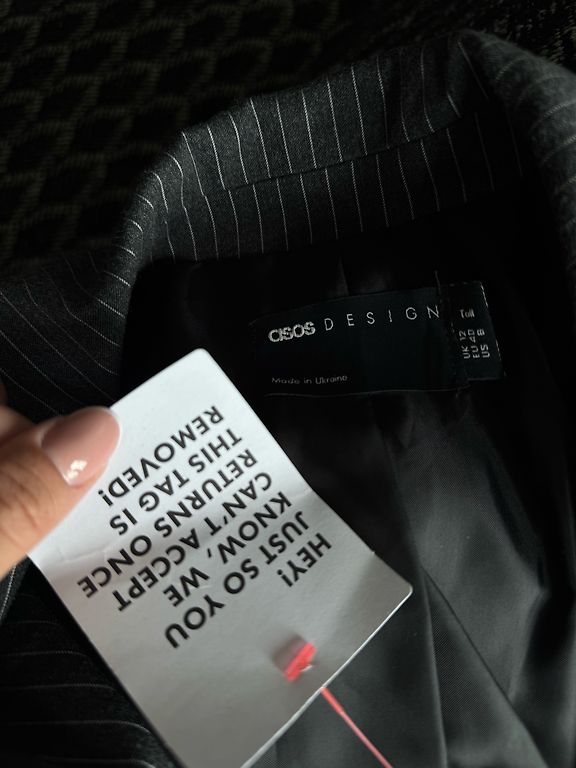 asos DESIGN
Made in Ukraine
Tall
UK 12
EU 40
US 8
HEY!
JUST SO YOU
KNOW, WE
CAN'T ACCEPT
RETURNS ONCE
THIS TAG IS
REMOVED!